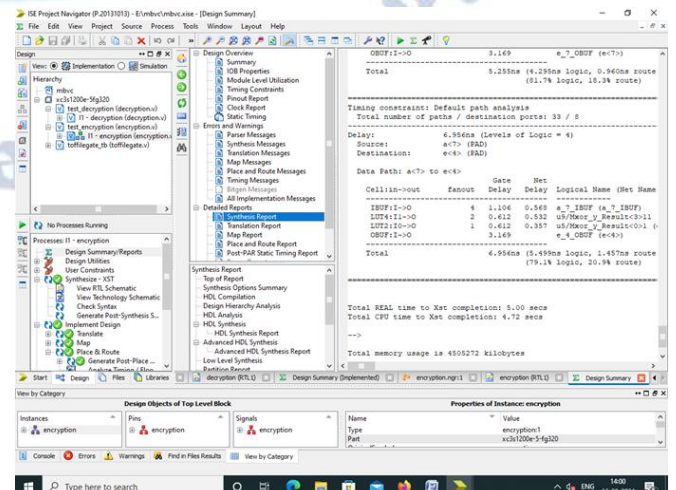 ISE Project Navigator (P.20131013) - E:\mbvc\mbvc.xise - [Design Summary]
File Edit View Project Source Process Tools Window Layout Help
Design
View: Implementation Simulation
Hierarchy
mbvc
xc3s1200e-5fg320
test_decryption (decryption.v)
I1 - decryption (decryption.v)
test_encryption (encryption.v)
I1 - encryption (encryption.v)
toffilegate_tb (toffilegate.v)
No Processes Running
Processes: I1 - encryption
Design Summary/Reports
Design Utilities
User Constraints
Synthesize - XST
View RTL Schematic
View Technology Schematic
Check Syntax
Generate Post-Synthesis S...
Implement Design
Translate
Map
Place & Route
Generate Post-Place ...
Design Overview
Summary
IOB Properties
Module Level Utilization
Timing Constraints
Pinout Report
Clock Report
Static Timing
Errors and Warnings
Parser Messages
Synthesis Messages
Translation Messages
Map Messages
Place and Route Messages
Timing Messages
Bitgen Messages
All Implementation Messages
Detailed Reports
Synthesis Report
Translation Report
Map Report
Place and Route Report
Post-PAR Static Timing Report
Synthesis Report
Top of Report
Synthesis Options Summary
HDL Compilation
Design Hierarchy Analysis
HDL Analysis
HDL Synthesis
HDL Synthesis Report
Advanced HDL Synthesis
Advanced HDL Synthesis Report
Low Level Synthesis
Partition Report
OBUF:I->O 3.169 e_7_OBUF (e<7>)
Total 5.255ns (4.295ns logic, 0.960ns route
(81.7% logic, 18.3% route)
Timing constraint: Default path analysis
Total number of paths / destination ports: 33 / 8
Delay: 6.956ns (Levels of Logic = 4)
Source: a<7> (PAD)
Destination: e<4> (PAD)
Data Path: a<7> to e<4>
Gate Net
Cell:in->out fanout Delay Delay Logical Name (Net Name
IBUF:I->O 4 1.106 0.568 a_7_IBUF (a_7_IBUF)
LUT4:I1->O 2 0.612 0.532 u9/Mxor_y_Result<3>11
LUT2:I0->O 1 0.612 0.357 u5/Mxor_y_Result<0>1 (
OBUF:I->O 3.169 e_4_OBUF (e<4>)
Total 6.956ns (5.499ns logic, 1.457ns route
(79.1% logic, 20.9% route)
Total REAL time to Xst completion: 5.00 secs
Total CPU time to Xst completion: 4.72 secs
-->
Total memory usage is 4505272 kilobytes
Start Design Files Libraries decryption (RTL1) Design Summary (Implemented) encryption.ngr:1 encryption (RTL2) Design Summary
View by Category
Design Objects of Top Level Block Properties of Instance: encryption
Instances Pins Signals Name Value
encryption encryption encryption Type encryption:1
Part xc3s1200e-5-fg320
Console Errors Warnings Find in Files Results View by Category
Type here to search ENG 14:00